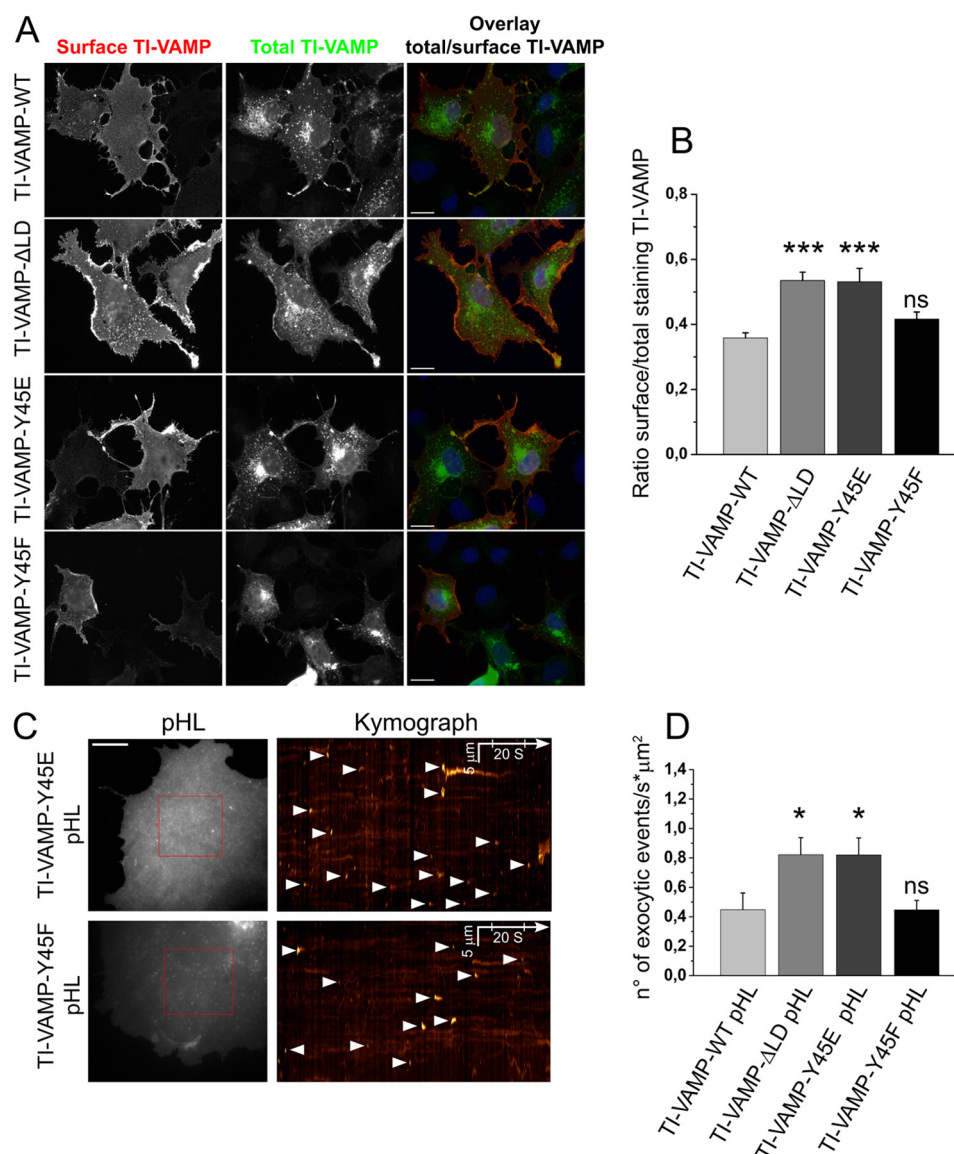 A
Surface TI-VAMP
Total TI-VAMP
Overlay
total/surface TI-VAMP
TI-VAMP-WT
TI-VAMP-ΔLD
TI-VAMP-Y45E
TI-VAMP-Y45F
B
Ratio surface/total staining TI-VAMP
0,8
0,6
0,4
0,2
0,0
***
***
ns
TI-VAMP-WT
TI-VAMP-ΔLD
TI-VAMP-Y45E
TI-VAMP-Y45F
C
pHL
Kymograph
TI-VAMP-Y45E
pHL
5 μm
20 S
TI-VAMP-Y45F
pHL
5 μm
20 S
D
n° of exocytic events/s*μm²
1,4
1,2
1,0
0,8
0,6
0,4
0,2
0,0
*
*
ns
TI-VAMP-WT pHL
TI-VAMP-ΔLD pHL
TI-VAMP-Y45E pHL
TI-VAMP-Y45F pHL